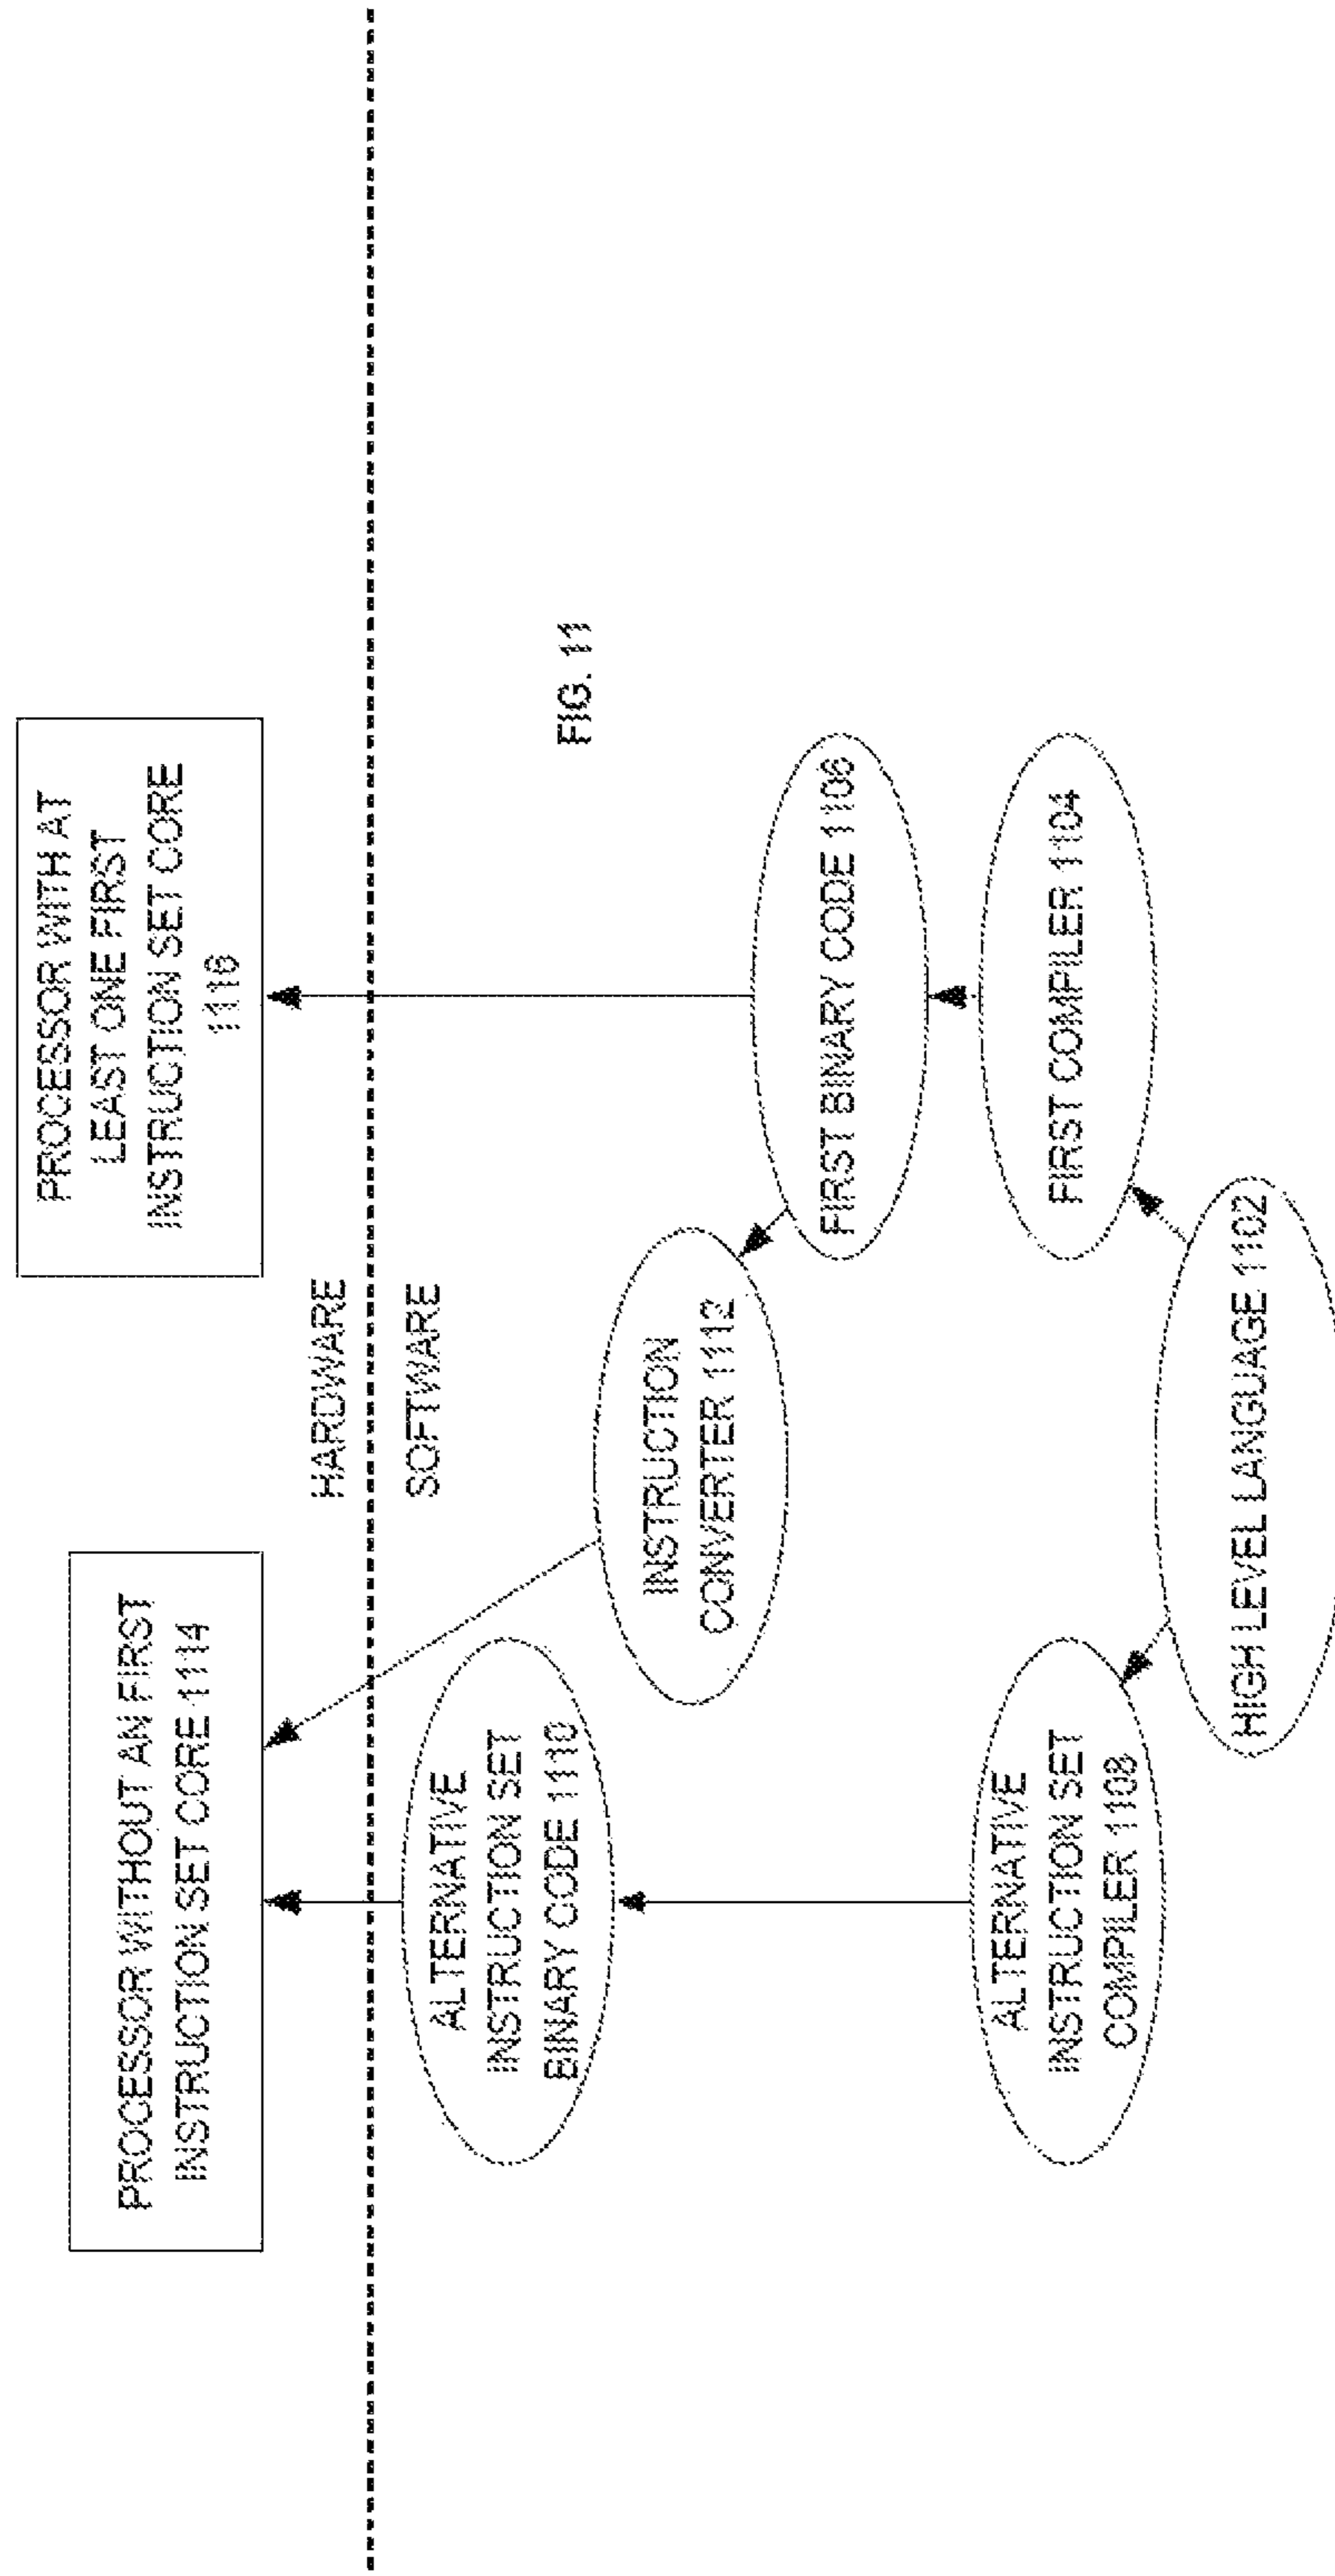 PROCESSOR WITHOUT AN FIRST
INSTRUCTION SET CORE 1114
PROCESSOR WITH AT
LEAST ONE FIRST
INSTRUCTION SET CORE
1116
HARDWARE
SOFTWARE
ALTERNATIVE
INSTRUCTION SET
BINARY CODE 1110
INSTRUCTION
CONVERTER 1112
FIG. 11
FIRST BINARY CODE 1106
ALTERNATIVE
INSTRUCTION SET
COMPILER 1108
FIRST COMPILER 1104
HIGH LEVEL LANGUAGE 1102